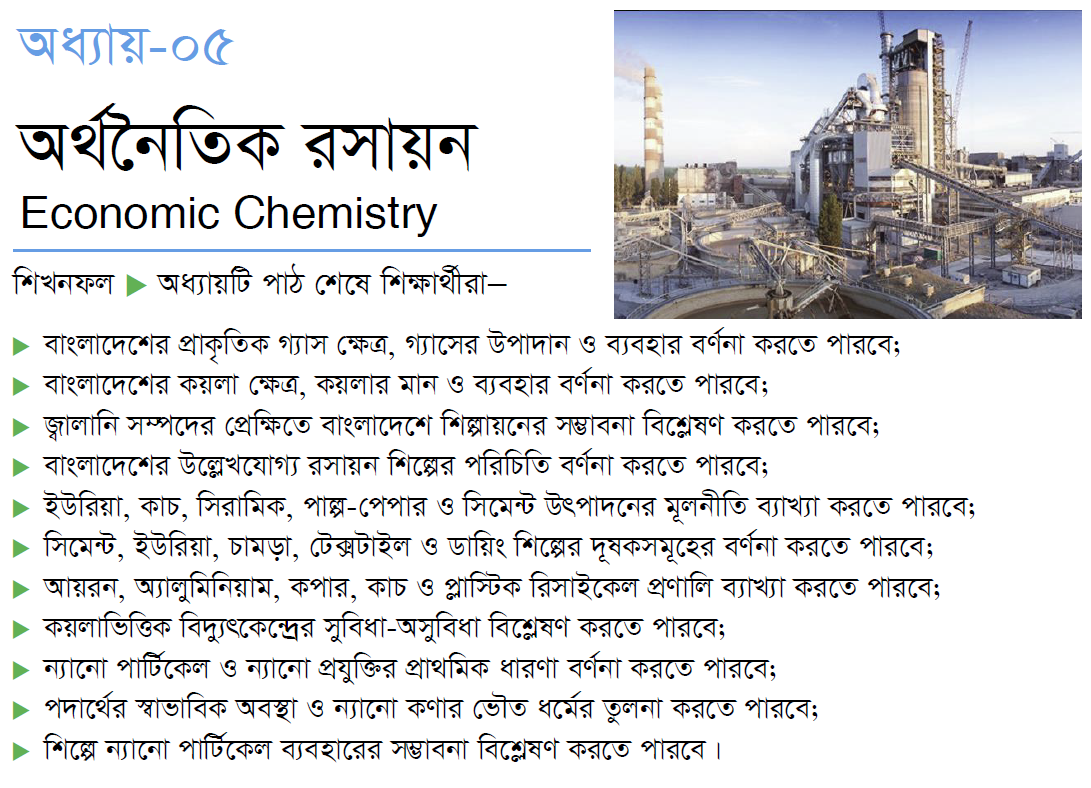 অধ্যায়-০৫
অর্থনৈতিক রসায়ন
Economic Chemistry
শিখনফল ▶ অধ্যায়টি পাঠ শেষে শিক্ষার্থীরা–
▶ বাংলাদেশের প্রাকৃতিক গ্যাস ক্ষেত্র, গ্যাসের উপাদান ও ব্যবহার বর্ণনা করতে পারবে;
▶ বাংলাদেশের কয়লা ক্ষেত্র, কয়লার মান ও ব্যবহার বর্ণনা করতে পারবে;
▶ জ্বালানি সম্পদের প্রেক্ষিতে বাংলাদেশে শিল্পায়নের সম্ভাবনা বিশ্লেষণ করতে পারবে;
▶ বাংলাদেশের উল্লেখযোগ্য রসায়ন শিল্পের পরিচিতি বর্ণনা করতে পারবে;
▶ ইউরিয়া, কাচ, সিরামিক, পাল্প-পেপার ও সিমেন্ট উৎপাদনের মূলনীতি ব্যাখ্যা করতে পারবে;
▶ সিমেন্ট, ইউরিয়া, চামড়া, টেক্সটাইল ও ডায়িং শিল্পের দূষকসমূহের বর্ণনা করতে পারবে;
▶ আয়রন, অ্যালুমিনিয়াম, কপার, কাচ ও প্লাস্টিক রিসাইকেল প্রণালি ব্যাখ্যা করতে পারবে;
▶ কয়লাভিত্তিক বিদ্যুৎকেন্দ্রের সুবিধা-অসুবিধা বিশ্লেষণ করতে পারবে;
▶ ন্যানো পার্টিকেল ও ন্যানো প্রযুক্তির প্রাথমিক ধারণা বর্ণনা করতে পারবে;
▶ পদার্থের স্বাভাবিক অবস্থা ও ন্যানো কণার ভৌত ধর্মের তুলনা করতে পারবে;
▶ শিল্পে ন্যানো পার্টিকেল ব্যবহারের সম্ভাবনা বিশ্লেষণ করতে পারবে।